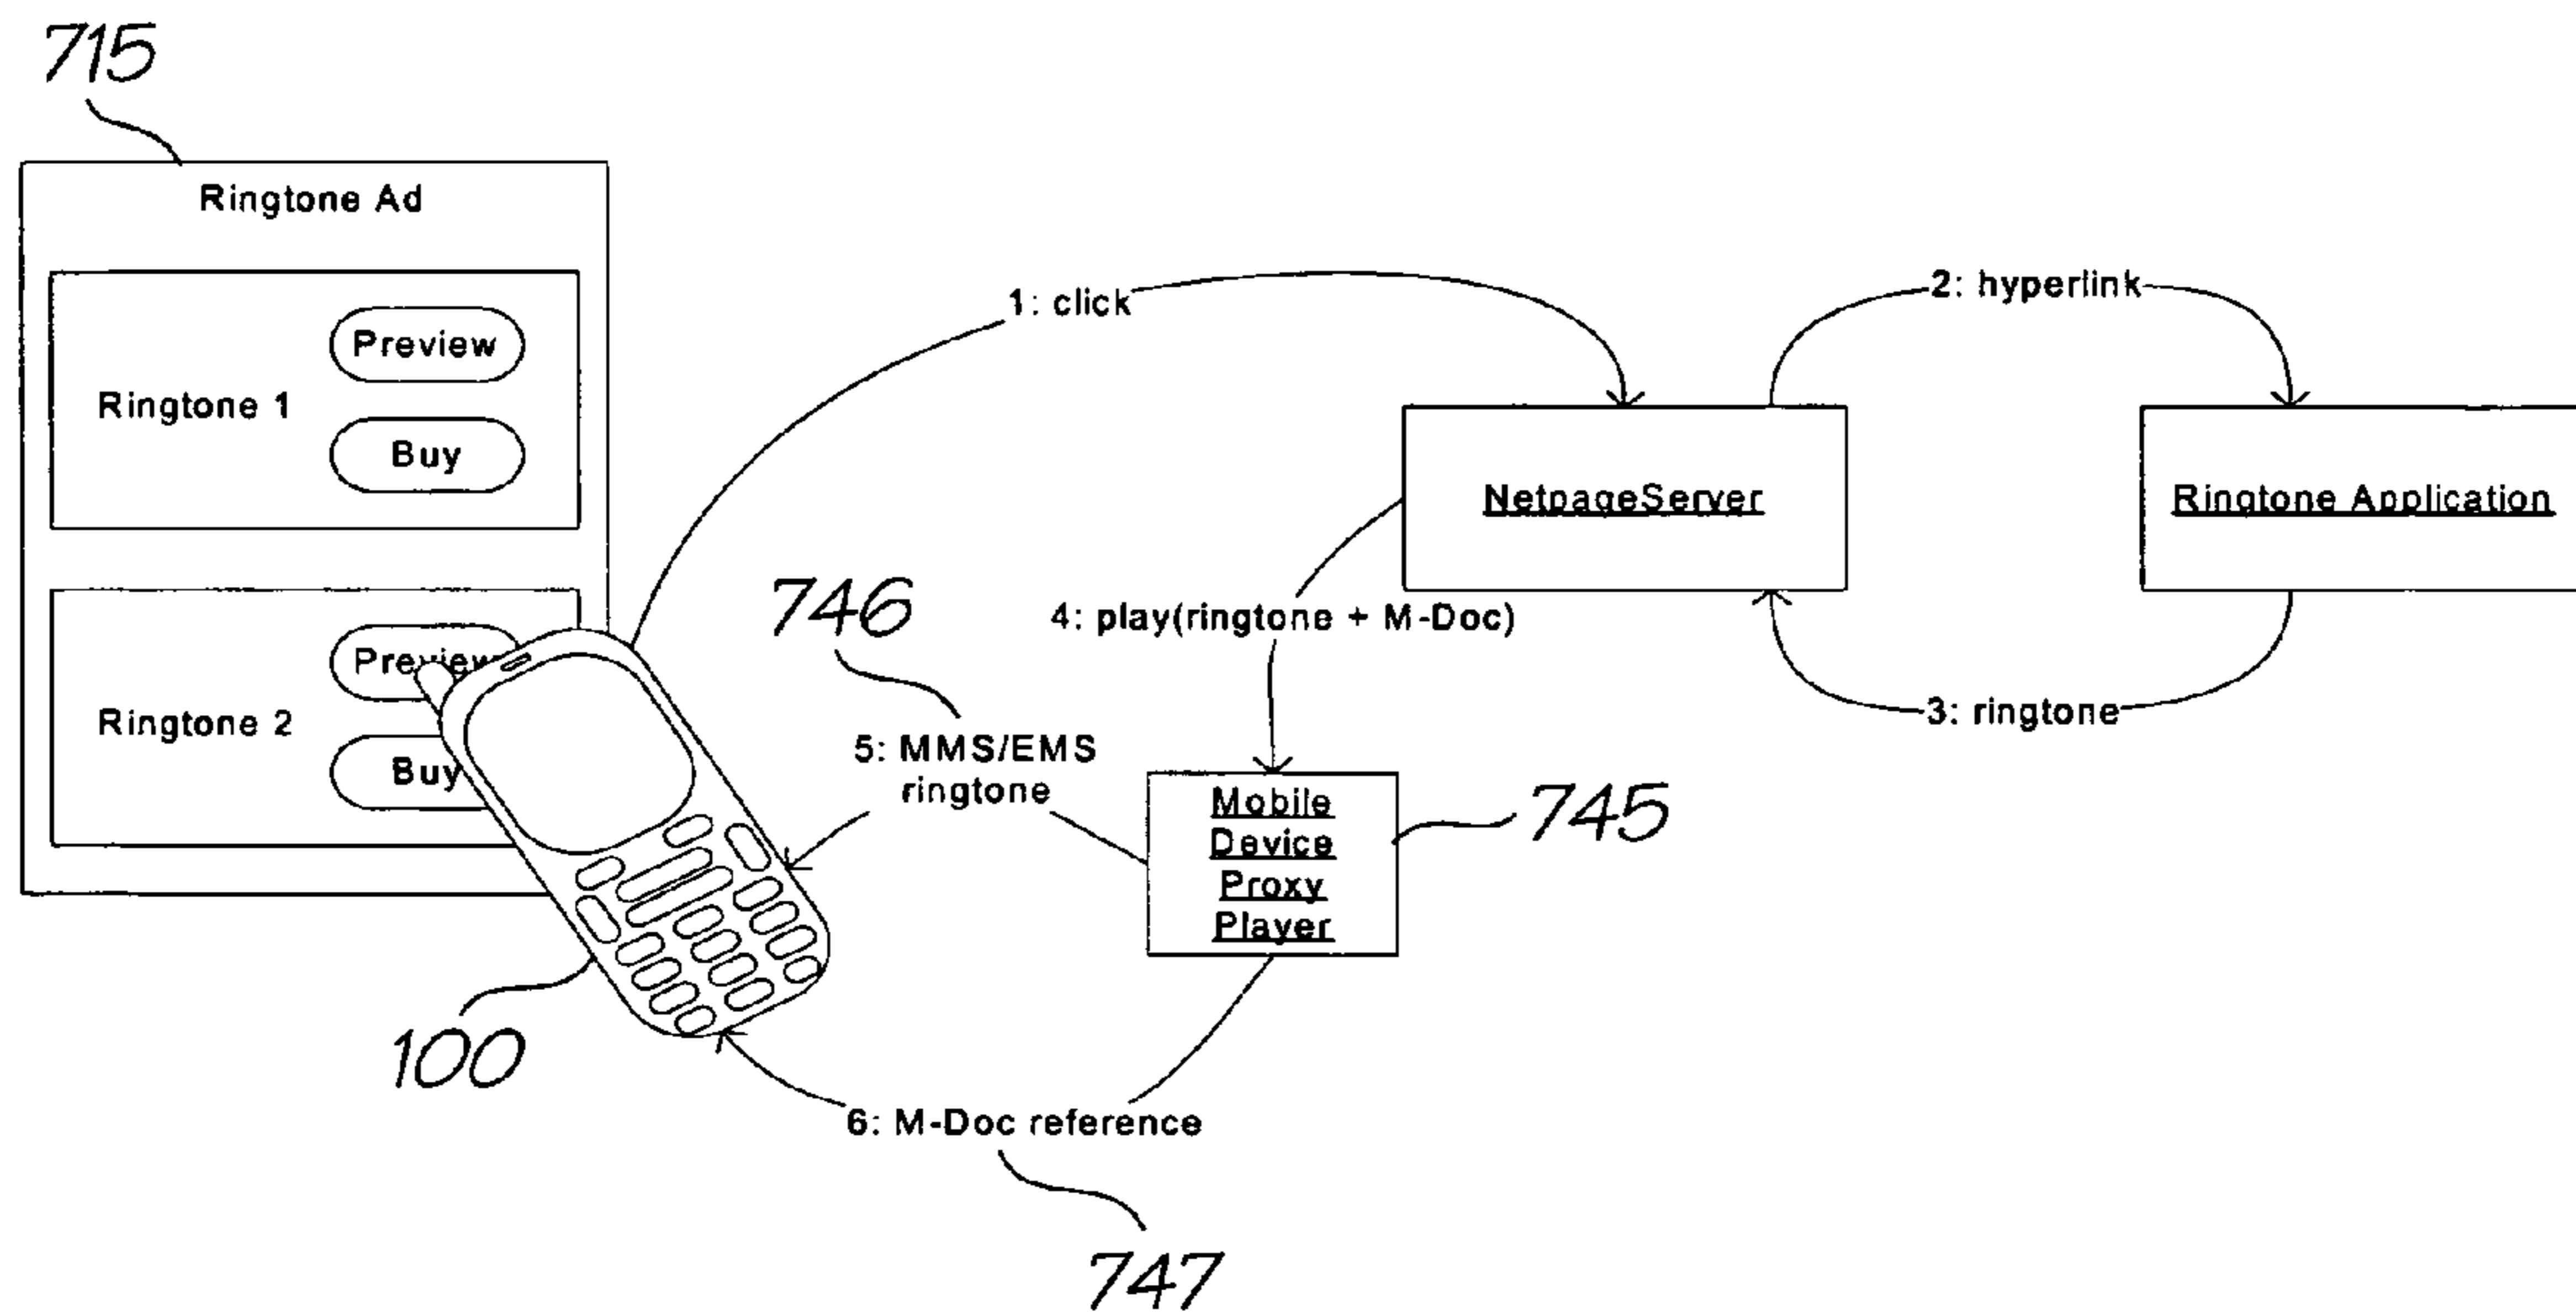 715
Ringtone Ad
Preview
Ringtone 1
Buy
Preview
Ringtone 2
Buy
100
1: click
2: hyperlink
NetpageServer
Ringtone Application
3: ringtone
4: play(ringtone + M-Doc)
746
5: MMS/EMS
ringtone
Mobile
Device
Proxy
Player
745
6: M-Doc reference
747